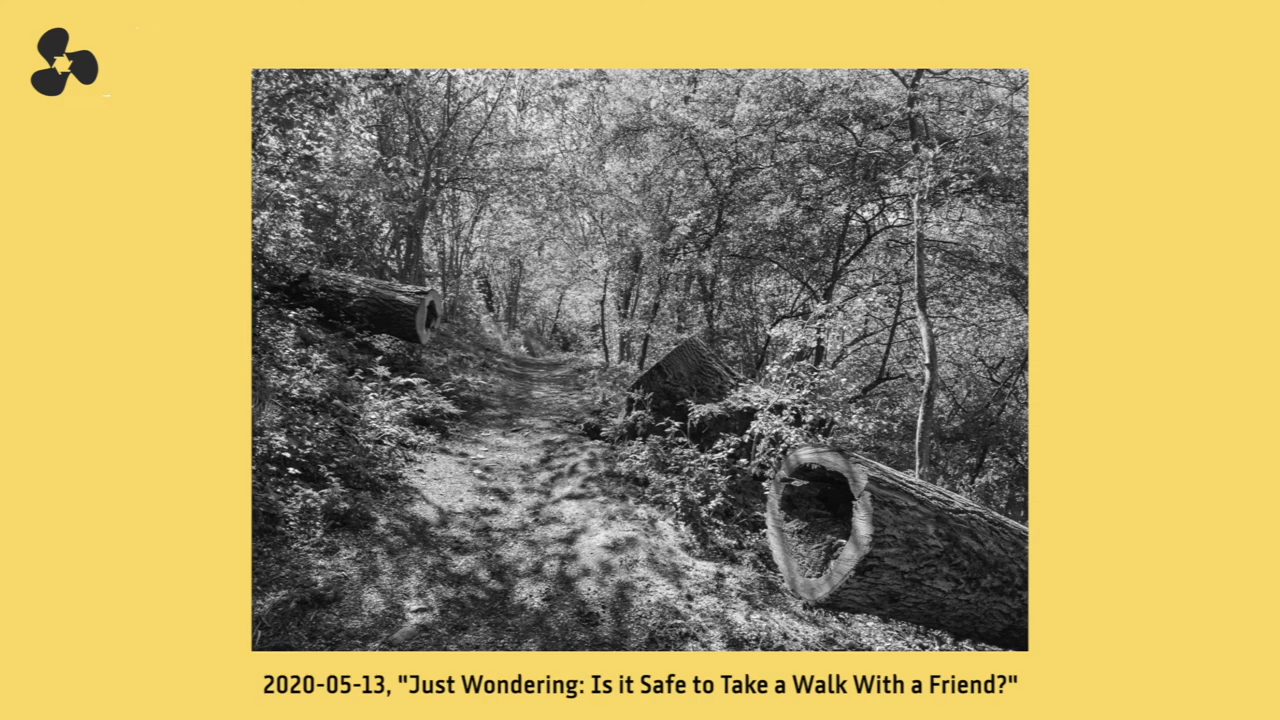 2020-05-13, "Just Wondering: Is it Safe to Take a Walk With a Friend?"